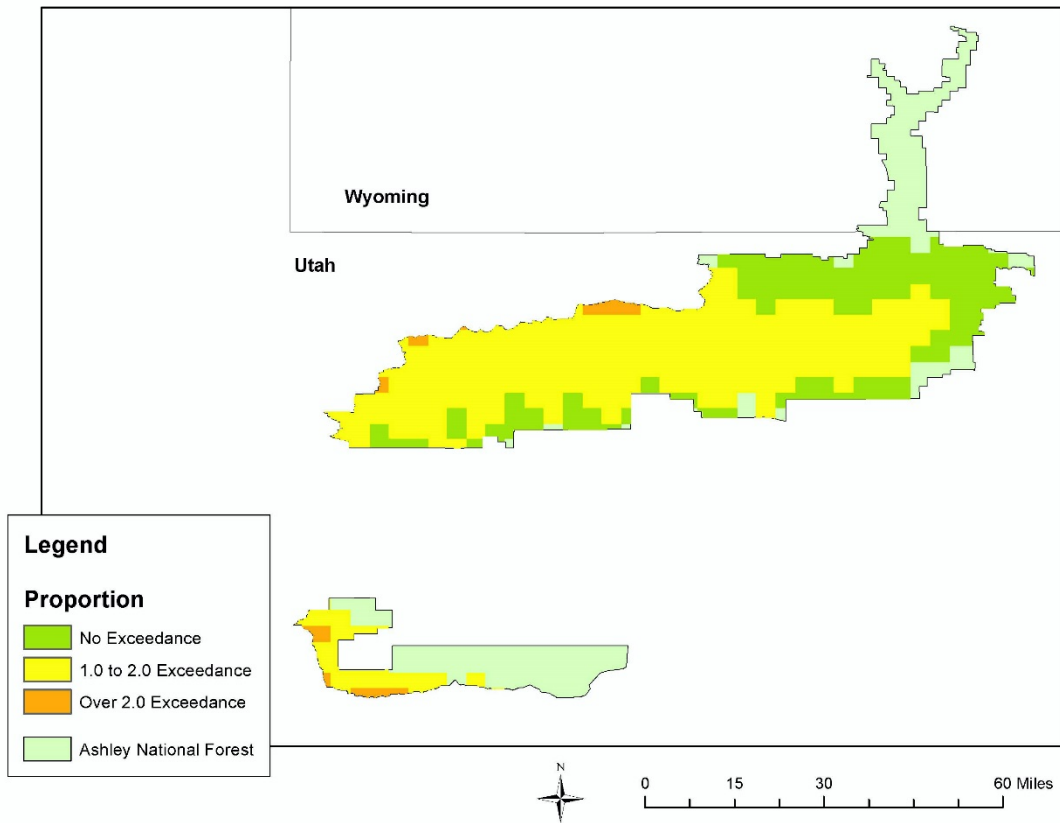 Wyoming
Utah
Legend
Proportion
No Exceedance
1.0 to 2.0 Exceedance
Over 2.0 Exceedance
Ashley National Forest
N
0 15 30 60 Miles